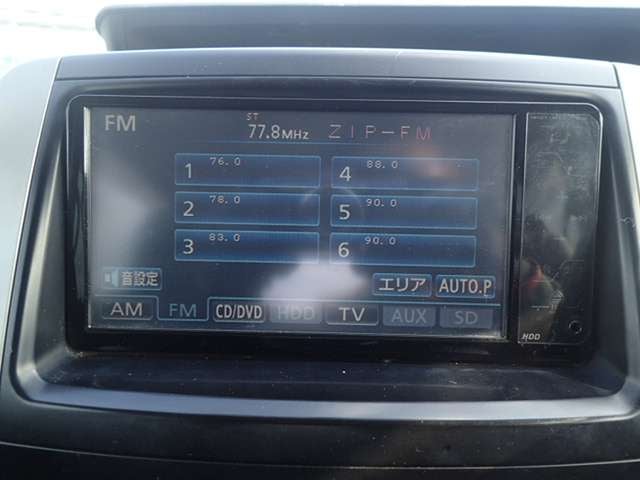 FM ST 77.8MHz ZIP-FM
1 76.0 4 88.0
2 78.0 5 90.0
3 83.0 6 90.0
音設定 エリア AUTO.P
AM FM CD/DVD HDD TV AUX SD
HDD